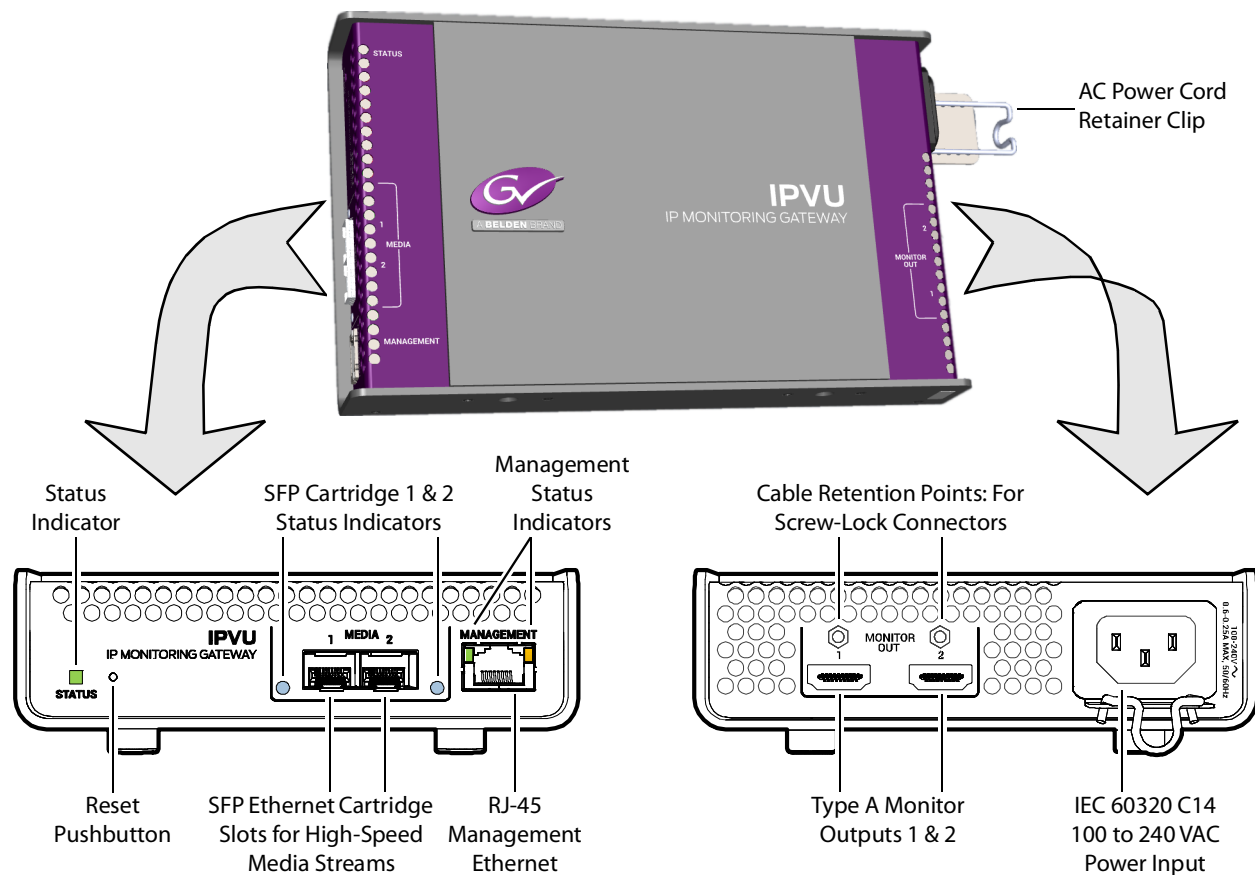 STATUS
1
MEDIA
2
MANAGEMENT
GV
A BELDEN BRAND
IPVU
IP MONITORING GATEWAY
2
MONITOR
OUT
1
AC Power Cord
Retainer Clip
Status
Indicator
SFP Cartridge 1 & 2
Status Indicators
Management
Status
Indicators
Cable Retention Points: For
Screw-Lock Connectors
IPVU
IP MONITORING GATEWAY
STATUS
1 MEDIA 2
MANAGEMENT
MONITOR
OUT
1
2
100-240V~
0.6-0.25A MAX, 50/60Hz
Reset
Pushbutton
SFP Ethernet Cartridge
Slots for High-Speed
Media Streams
RJ-45
Management
Ethernet
Type A Monitor
Outputs 1 & 2
IEC 60320 C14
100 to 240 VAC
Power Input